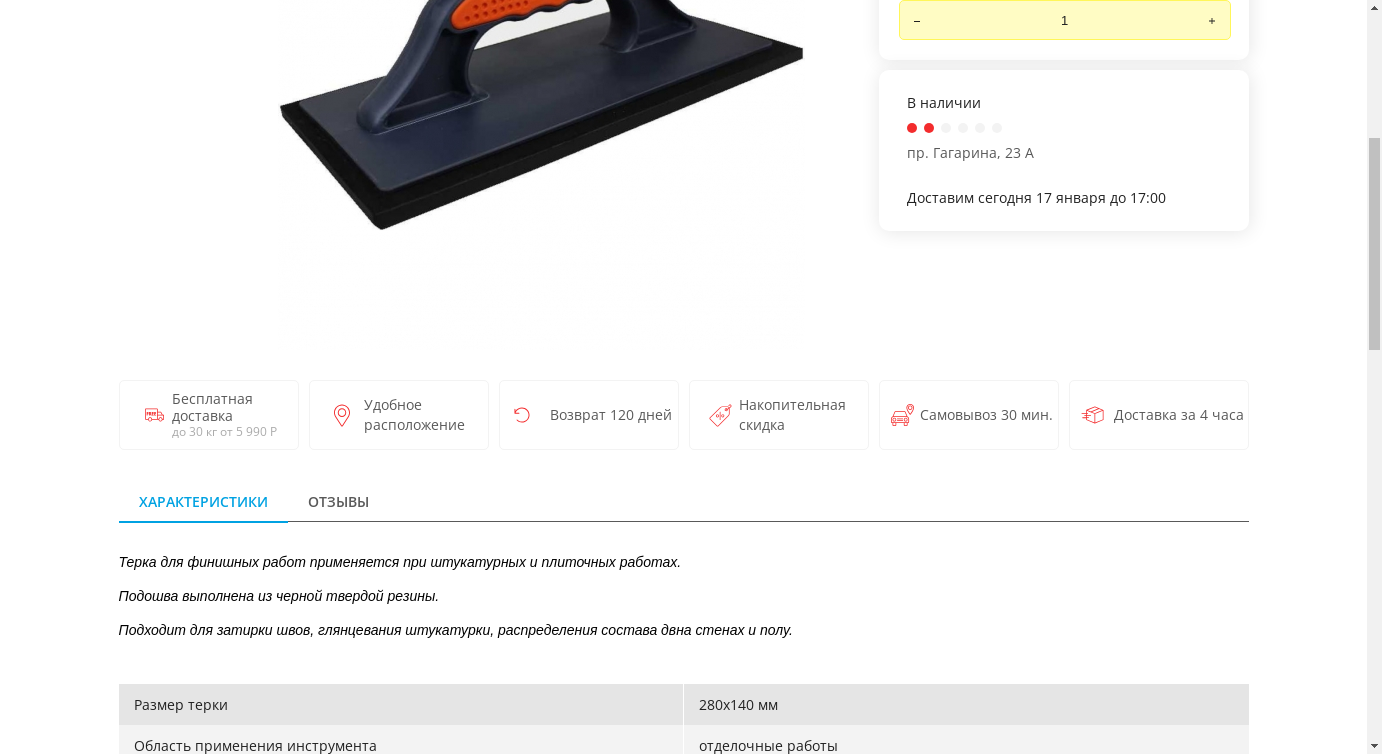 –
1
+
В наличии
пр. Гагарина, 23 А
Доставим сегодня 17 января до 17:00
Бесплатная
доставка
до 30 кг от 5 990 Р
Удобное
расположение
Возврат 120 дней
Накопительная
скидка
Самовывоз 30 мин.
Доставка за 4 часа
ХАРАКТЕРИСТИКИ
ОТЗЫВЫ
Терка для финишных работ применяется при штукатурных и плиточных работах.
Подошва выполнена из черной твердой резины.
Подходит для затирки швов, глянцевания штукатурки, распределения состава двна стенах и полу.
Размер терки
280х140 мм
Область применения инструмента
отделочные работы